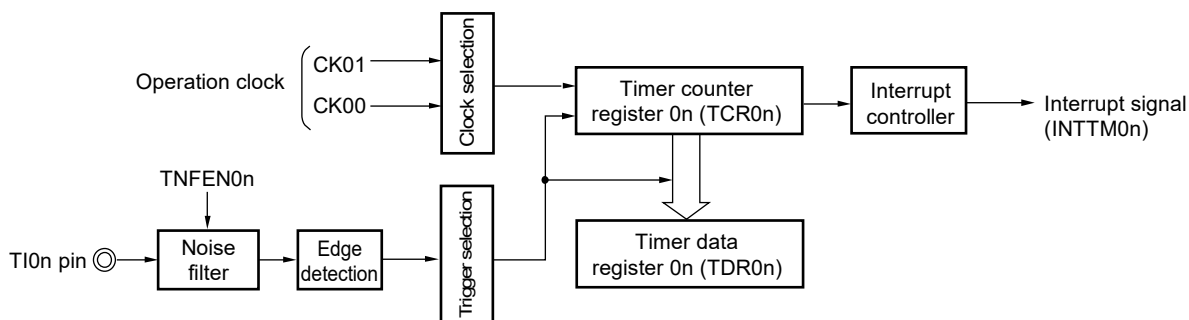 Operation clock
CK01
CK00
Clock selection
Timer counter
register 0n (TCR0n)
Interrupt
controller
Interrupt signal
(INTTM0n)
TNFEN0n
TI0n pin
Noise
filter
Edge
detection
Trigger selection
Timer data
register 0n (TDR0n)